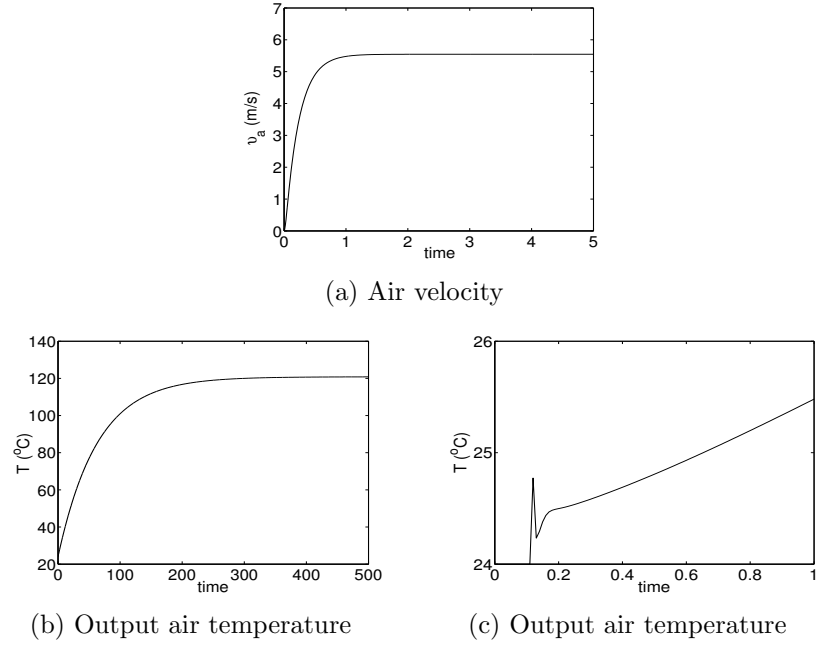 7
6
5
4
3
2
1
0
υa (m/s)
0 1 2 3 4 5
time
(a) Air velocity
140
120
100
80
60
40
20
T (oC)
0 100 200 300 400 500
time
(b) Output air temperature
26
25
24
T (oC)
0 0.2 0.4 0.6 0.8 1
time
(c) Output air temperature